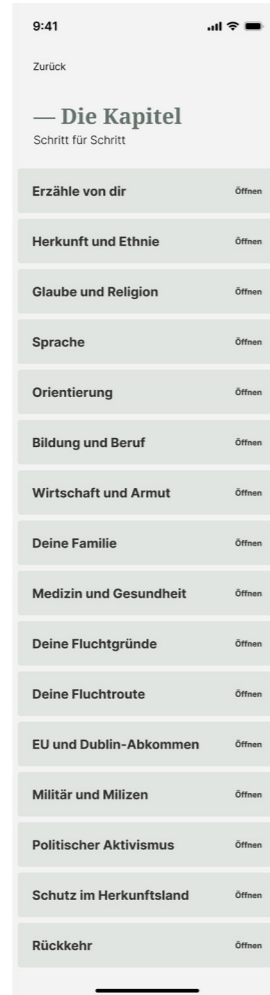 9:41
Zurück
— Die Kapitel
Schritt für Schritt
Erzähle von dir Öffnen
Herkunft und Ethnie Öffnen
Glaube und Religion Öffnen
Sprache Öffnen
Orientierung Öffnen
Bildung und Beruf Öffnen
Wirtschaft und Armut Öffnen
Deine Familie Öffnen
Medizin und Gesundheit Öffnen
Deine Fluchtgründe Öffnen
Deine Fluchtroute Öffnen
EU und Dublin-Abkommen Öffnen
Militär und Milizen Öffnen
Politischer Aktivismus Öffnen
Schutz im Herkunftsland Öffnen
Rückkehr Öffnen